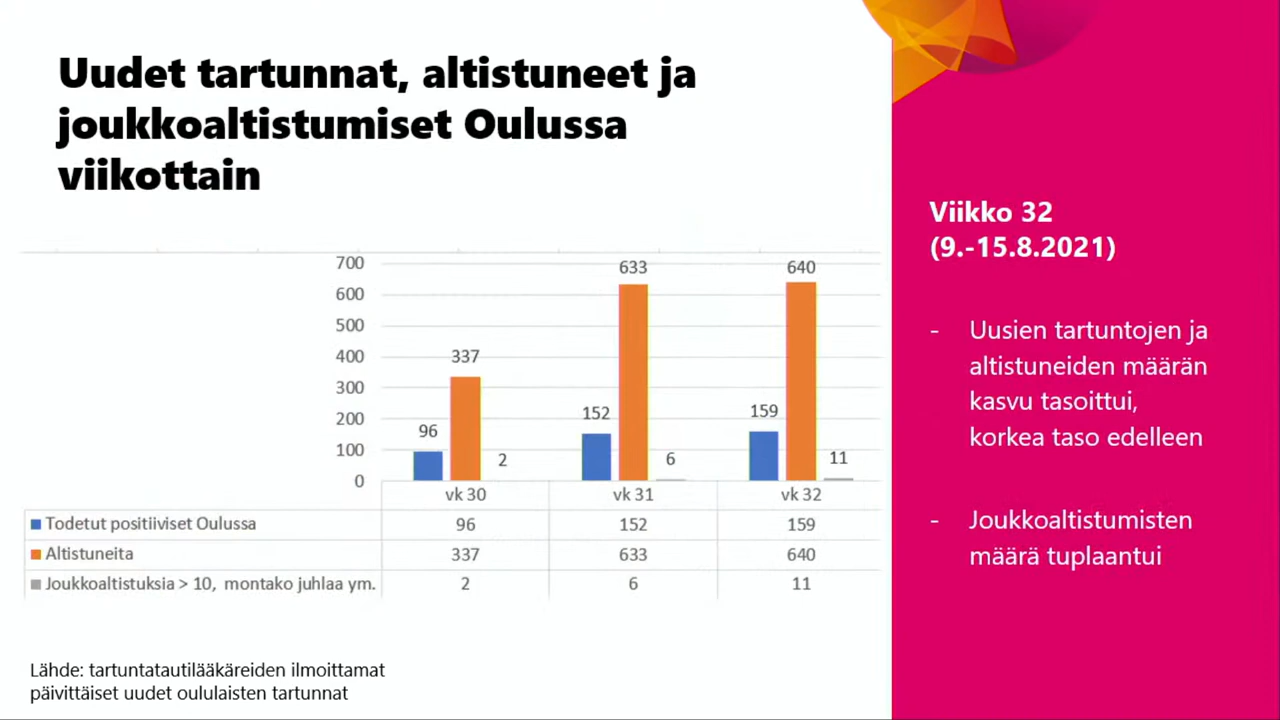 Uudet tartunnat, altistuneet ja
joukkoaltistumiset Oulussa
viikottain
700
600
500
400
300
200
100
0
96
337
2
152
633
6
159
640
11
vk 30
vk 31
vk 32
Todetut positiiviset Oulussa 96 152 159
Altistuneita 337 633 640
Joukkoaltistuksia > 10, montako juhlaa ym. 2 6 11
Lähde: tartuntatautilääkäreiden ilmoittamat
päivittäiset uudet oululaisten tartunnat
Viikko 32
(9.-15.8.2021)
- Uusien tartuntojen ja
altistuneiden määrän
kasvu tasoittui,
korkea taso edelleen
- Joukkoaltistumisten
määrä tuplaantui